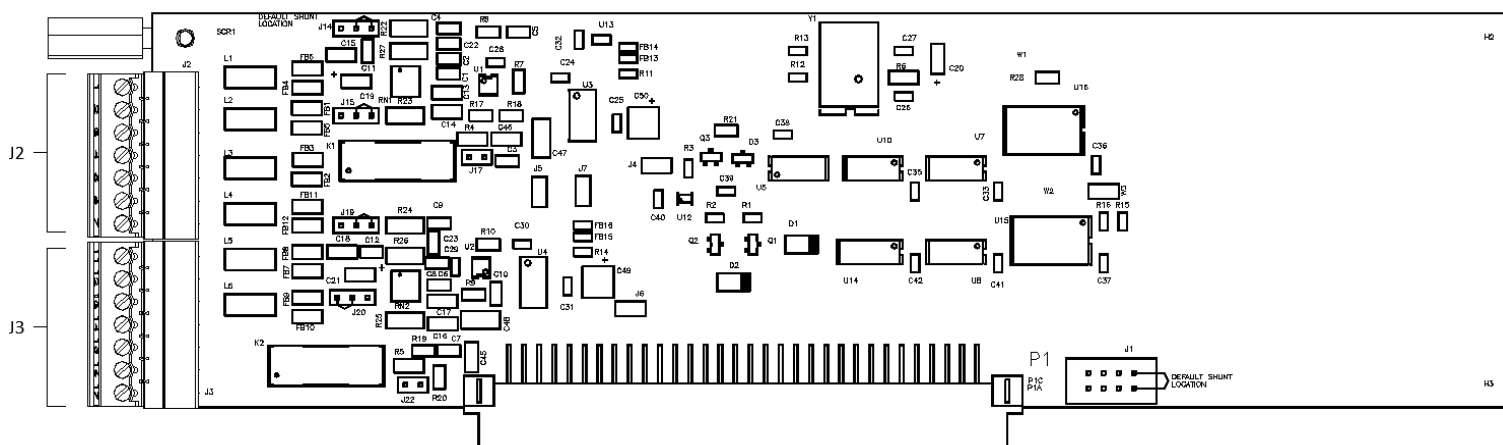 DEFAULT SHUNT
LOCATION
SCR1
J14
R22
C4
R8
C32
U13
Y1
R13
C27
W1
H2
J2
L1
FB6
C15
R27
C22
C2
C28
FB14
FB13
R11
R12
R6
C20
R28
U16
FB4
C11
C1
U1
R7
C24
U3
C26
L2
FB1
J15
C19
RN1
R23
C13
C14
R17
R18
C25
C50
R21
C38
FB5
R4
C46
Q3
D3
U10
U7
J2
K1
L3
FB3
J17
C3
C47
J4
R3
C36
FB2
J5
J7
C39
U5
C35
C33
W2
W3
L4
FB11
J19
R24
C9
C40
U12
R2
R1
D1
U15
R16
R15
FB12
FB16
FB15
R14
L5
FB8
C18
C12
R26
C23
C29
U2
R10
C30
U4
Q2
Q1
FB7
C21
C8
C49
D2
U14
C42
U8
C41
C37
L6
FB9
J20
RN2
R9
C10
C31
J6
J3
FB10
R25
C17
C48
K2
R19
C16
C7
C45
P1
J1
R5
P1C
P1A
DEFAULT SHUNT
LOCATION
J3
J22
R20
H3